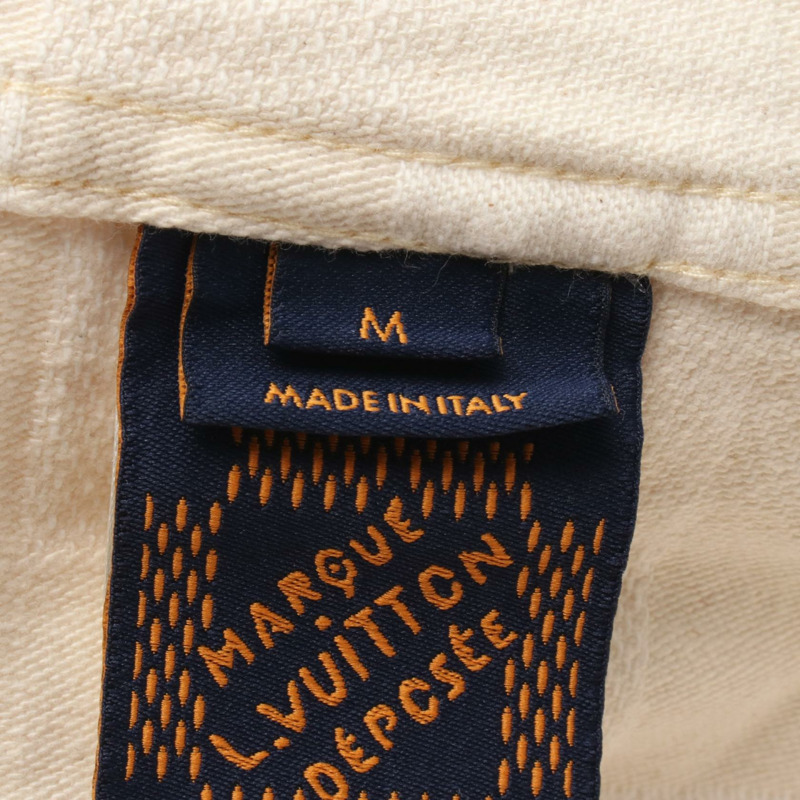 M
MADE IN ITALY
MARQUE
L.VUITTON
DÉPOSÉE